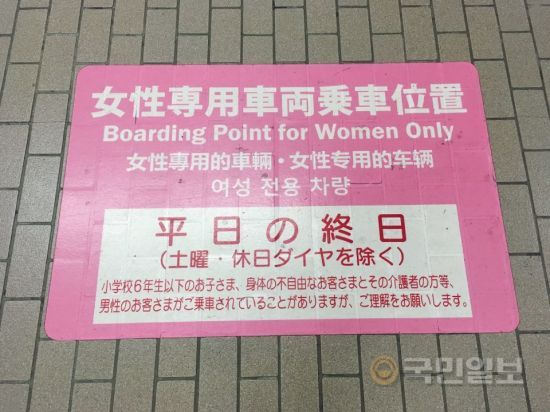 女性専用車両乗車位置
Boarding Point for Women Only
女性專用的車輛・女性专用的车辆
여성 전용 차량
平日の終日
(土曜・休日ダイヤを除く)
小学校6年生以下のお子さま、身体の不自由なお客さまとその介護者の方等、
男性のお客さまがご乗車されていることがありますが、ご理解をお願いします。
국민일보